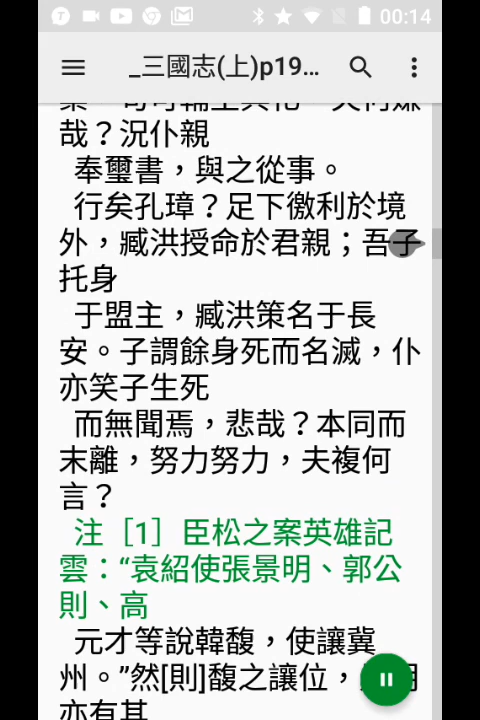 00:14
_三國志(上)p19...
哉？況仆親
奉璽書，與之從事。
行矣孔璋？足下徼利於境
外，臧洪授命於君親；吾子
托身
于盟主，臧洪策名于長
安。子謂餘身死而名滅，仆
亦笑子生死
而無聞焉，悲哉？本同而
末離，努力努力，夫複何
言？
注［1］臣松之案英雄記
雲：“袁紹使張景明、郭公
則、高
元才等說韓馥，使讓冀
州。”然[則]馥之讓位，
亦有其